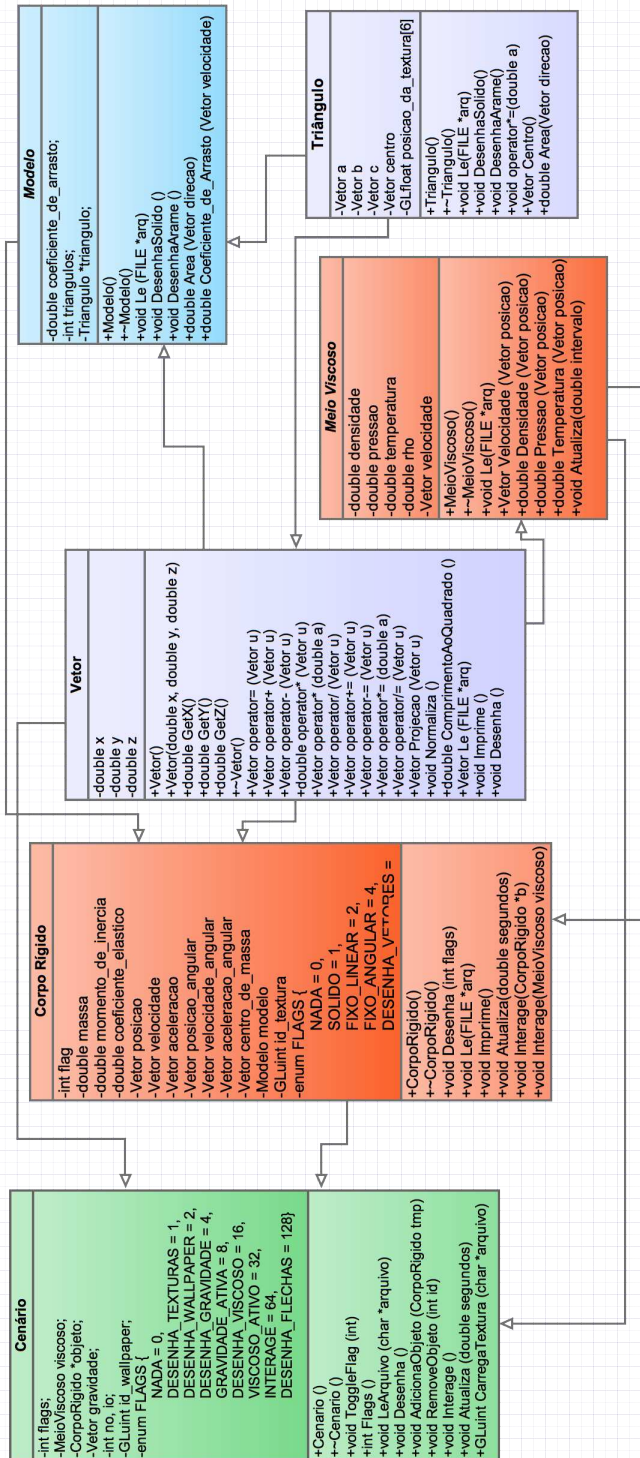 Modelo
-double coeficiente_de_arrasto;
-int triangulos;
-Triangulo *triangulo;
+Modelo()
+~Modelo()
+void Le (FILE *arq)
+void DesenhaSolido ()
+void DesenhaArame ()
+double Area (Vetor direcao)
+double Coeficiente_de_Arrasto (Vetor velocidade)
Triângulo
-Vetor a
-Vetor b
-Vetor c
-Vetor centro
-GLfloat posicao_da_textura[6]
+Triangulo()
+~Triangulo()
+void Le(FILE *arq)
+void DesenhaSolido()
+void DesenhaArame()
+void operator*=(double a)
+Vetor Centro()
+double Area(Vetor direcao)
Meio Viscoso
-double densidade
-double pressao
-double temperatura
-double rho
-Vetor velocidade
+MeioViscoso()
+~MeioViscoso()
+void Le(FILE *arq)
+Vetor Velocidade (Vetor posicao)
+double Densidade (Vetor posicao)
+double Pressao (Vetor posicao)
+double Temperatura (Vetor posicao)
+void Atualiza(double intervalo)
Vetor
-double x
-double y
-double z
+Vetor()
+Vetor(double x, double y, double z)
+double GetX()
+double GetY()
+double GetZ()
+~Vetor()
+Vetor operator= (Vetor u)
+Vetor operator+ (Vetor u)
+Vetor operator- (Vetor u)
+double operator* (Vetor u)
+Vetor operator* (double a)
+Vetor operator/ (Vetor u)
+Vetor operator+= (Vetor u)
+Vetor operator-= (Vetor u)
+Vetor operator*= (double a)
+Vetor operator/= (Vetor u)
+Vetor Projecao (Vetor u)
+void Normaliza ()
+double ComprimentoAoQuadrado ()
+Vetor Le (FILE *arq)
+void Imprime ()
+void Desenha ()
Corpo Rígido
-int flag
-double massa
-double momento_de_inercia
-double coeficiente_elastico
-Vetor posicao
-Vetor velocidade
-Vetor aceleracao
-Vetor posicao_angular
-Vetor velocidade_angular
-Vetor aceleracao_angular
-Vetor centro_de_massa
-Modelo modelo
-GLuint id_textura
-enum FLAGS {
NADA = 0,
SOLIDO = 1,
FIXO_LINEAR = 2,
FIXO_ANGULAR = 4,
DESENHA_VETORES =
+CorpoRigido()
+~CorpoRigido()
+void Desenha (int flags)
+void Le(FILE *arq)
+void Imprime()
+void Atualiza(double segundos)
+void Interage(CorpoRigido *b)
+void Interage(MeioViscoso viscoso)
Cenário
-int flags;
-MeioViscoso viscoso;
-CorpoRigido *objeto;
-Vetor gravidade;
-int no, io;
-GLuint id_wallpaper;
-enum FLAGS {
NADA = 0,
DESENHA_TEXTURAS = 1,
DESENHA_WALLPAPER = 2,
DESENHA_GRAVIDADE = 4,
GRAVIDADE_ATIVA = 8,
DESENHA_VISCOSO = 16,
VISCOSO_ATIVO = 32,
INTERAGE = 64,
DESENHA_FLECHAS = 128}
+Cenario ()
+~Cenario ()
+void ToggleFlag (int)
+int Flags ()
+void LeArquivo (char *arquivo)
+void Desenha ()
+void AdicionaObjeto (CorpoRigido tmp)
+void RemoveObjeto (int id)
+void Interage ()
+void Atualiza (double segundos)
+GLuint CarregaTextura (char *arquivo)